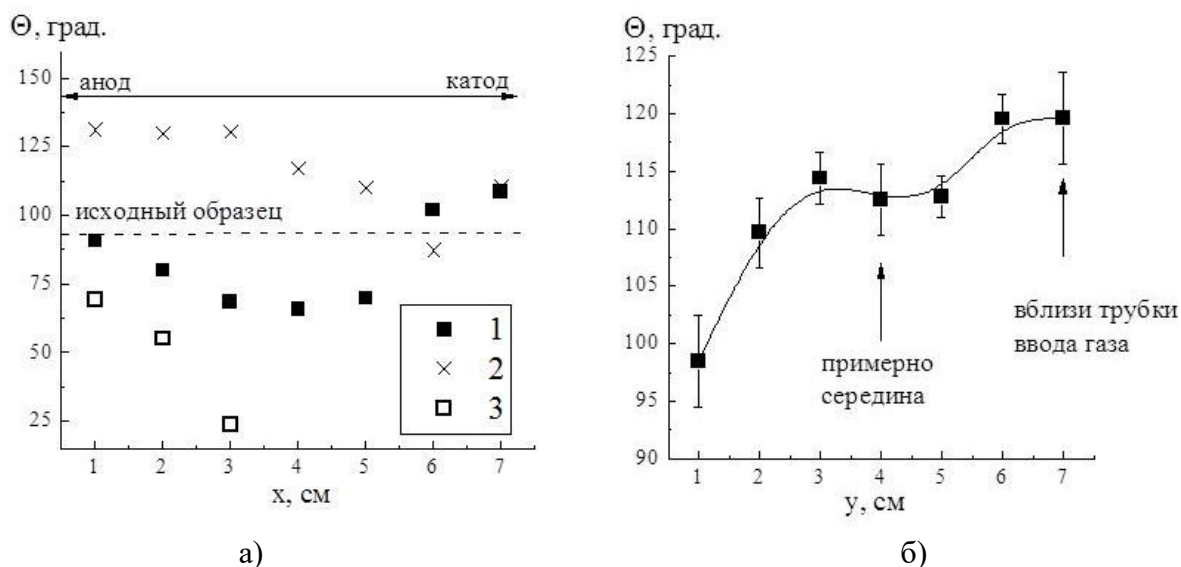 Θ, град.
150
125
100
75
50
25
анод
катод
исходный образец
1
2
3
1 2 3 4 5 6 7
x, см
а)
Θ, град.
125
120
115
110
105
100
95
90
примерно
середина
вблизи трубки
ввода газа
1 2 3 4 5 6 7
y, см
б)